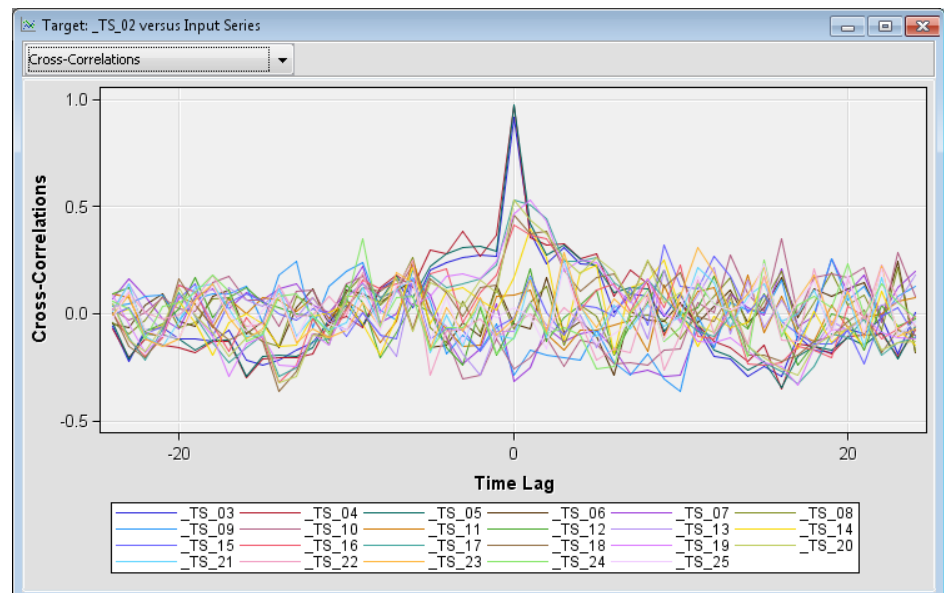 Target: _TS_02 versus Input Series
Cross-Correlations
1.0
0.5
0.0
-0.5
Cross-Correlations
-20 0 20
Time Lag
_TS_03 _TS_04 _TS_05 _TS_06 _TS_07 _TS_08
_TS_09 _TS_10 _TS_11 _TS_12 _TS_13 _TS_14
_TS_15 _TS_16 _TS_17 _TS_18 _TS_19 _TS_20
_TS_21 _TS_22 _TS_23 _TS_24 _TS_25